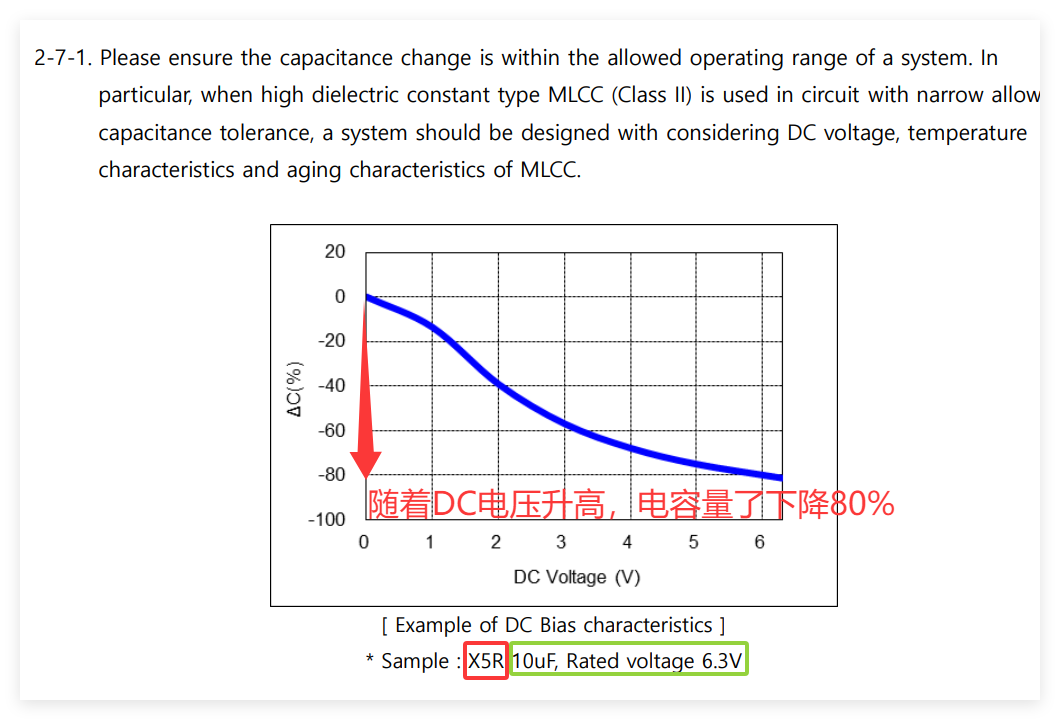 2-7-1. Please ensure the capacitance change is within the allowed operating range of a system. In
particular, when high dielectric constant type MLCC (Class II) is used in circuit with narrow allow
capacitance tolerance, a system should be designed with considering DC voltage, temperature
characteristics and aging characteristics of MLCC.
20
0
-20
-40
-60
-80
-100
ΔC(%)
随着DC电压升高，电容量了下降80%
0 1 2 3 4 5 6
DC Voltage (V)
[ Example of DC Bias characteristics ]
* Sample : X5R 10uF, Rated voltage 6.3V